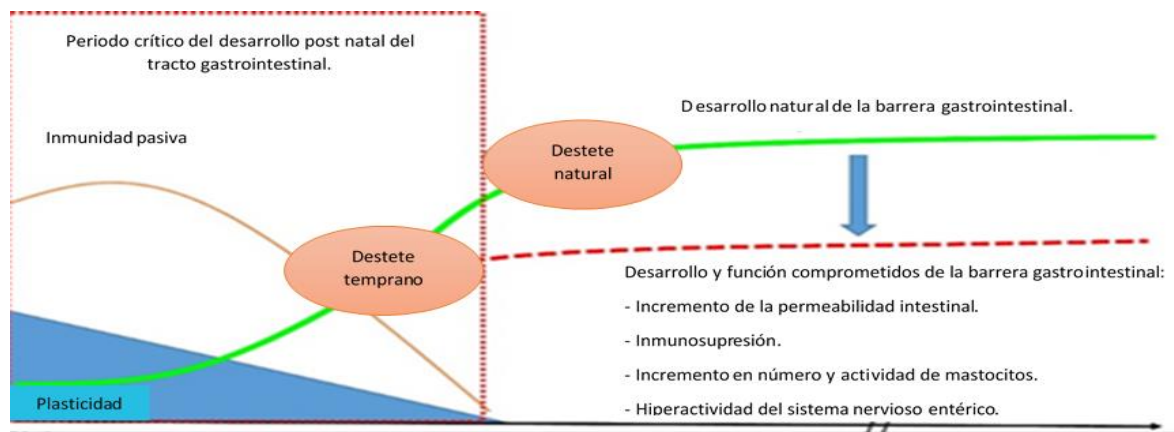 Periodo crítico del desarrollo post natal del
tracto gastrointestinal.
Desarrollo natural de la barrera gastrointestinal.
Inmunidad pasiva
Destete
natural
Destete
temprano
Desarrollo y función comprometidos de la barrera gastrointestinal:
- Incremento de la permeabilidad intestinal.
- Inmunosupresión.
- Incremento en número y actividad de mastocitos.
- Hiperactividad del sistema nervioso entérico.
Plasticidad